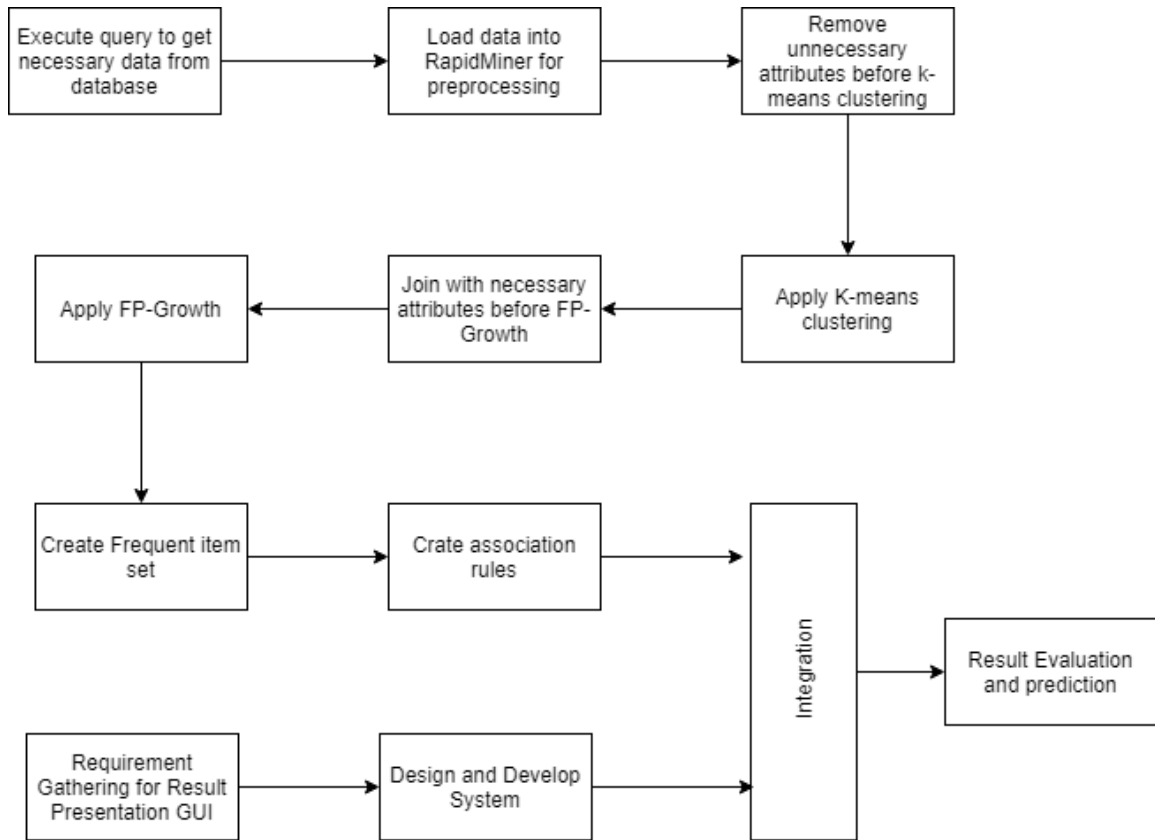 Execute query to get
necessary data from
database
Load data into
RapidMiner for
preprocessing
Remove
unnecessary
attributes before k-
means clustering
Apply FP-Growth
Join with necessary
attributes before FP-
Growth
Apply K-means
clustering
Create Frequent item
set
Crate association
rules
Integration
Result Evaluation
and prediction
Requirement
Gathering for Result
Presentation GUI
Design and Develop
System